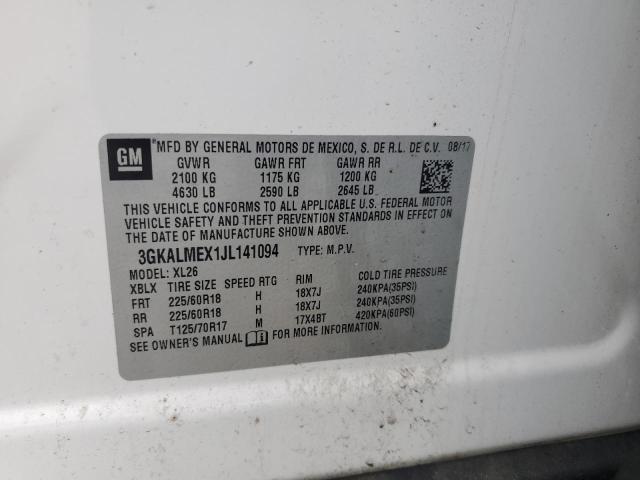 GM
®MFD BY GENERAL MOTORS DE MEXICO, S. DE R.L. DE C.V. 08/17
GVWR GAWR FRT GAWR RR
2100 KG 1175 KG 1200 KG
4630 LB 2590 LB 2645 LB
THIS VEHICLE CONFORMS TO ALL APPLICABLE U.S. FEDERAL MOTOR
VEHICLE SAFETY AND THEFT PREVENTION STANDARDS IN EFFECT ON
THE DATE OF MANUFACTURE SHOWN ABOVE.
3GKALMEX1JL141094 TYPE: M.P.V.
MODEL: XL26
XBLX TIRE SIZE SPEED RTG RIM COLD TIRE PRESSURE
FRT 225/60R18 H 18X7J 240KPA(35PSI)
RR 225/60R18 H 18X7J 240KPA(35PSI)
SPA T125/70R17 M 17X4BT 420KPA(60PSI)
SEE OWNER'S MANUAL FOR MORE INFORMATION.